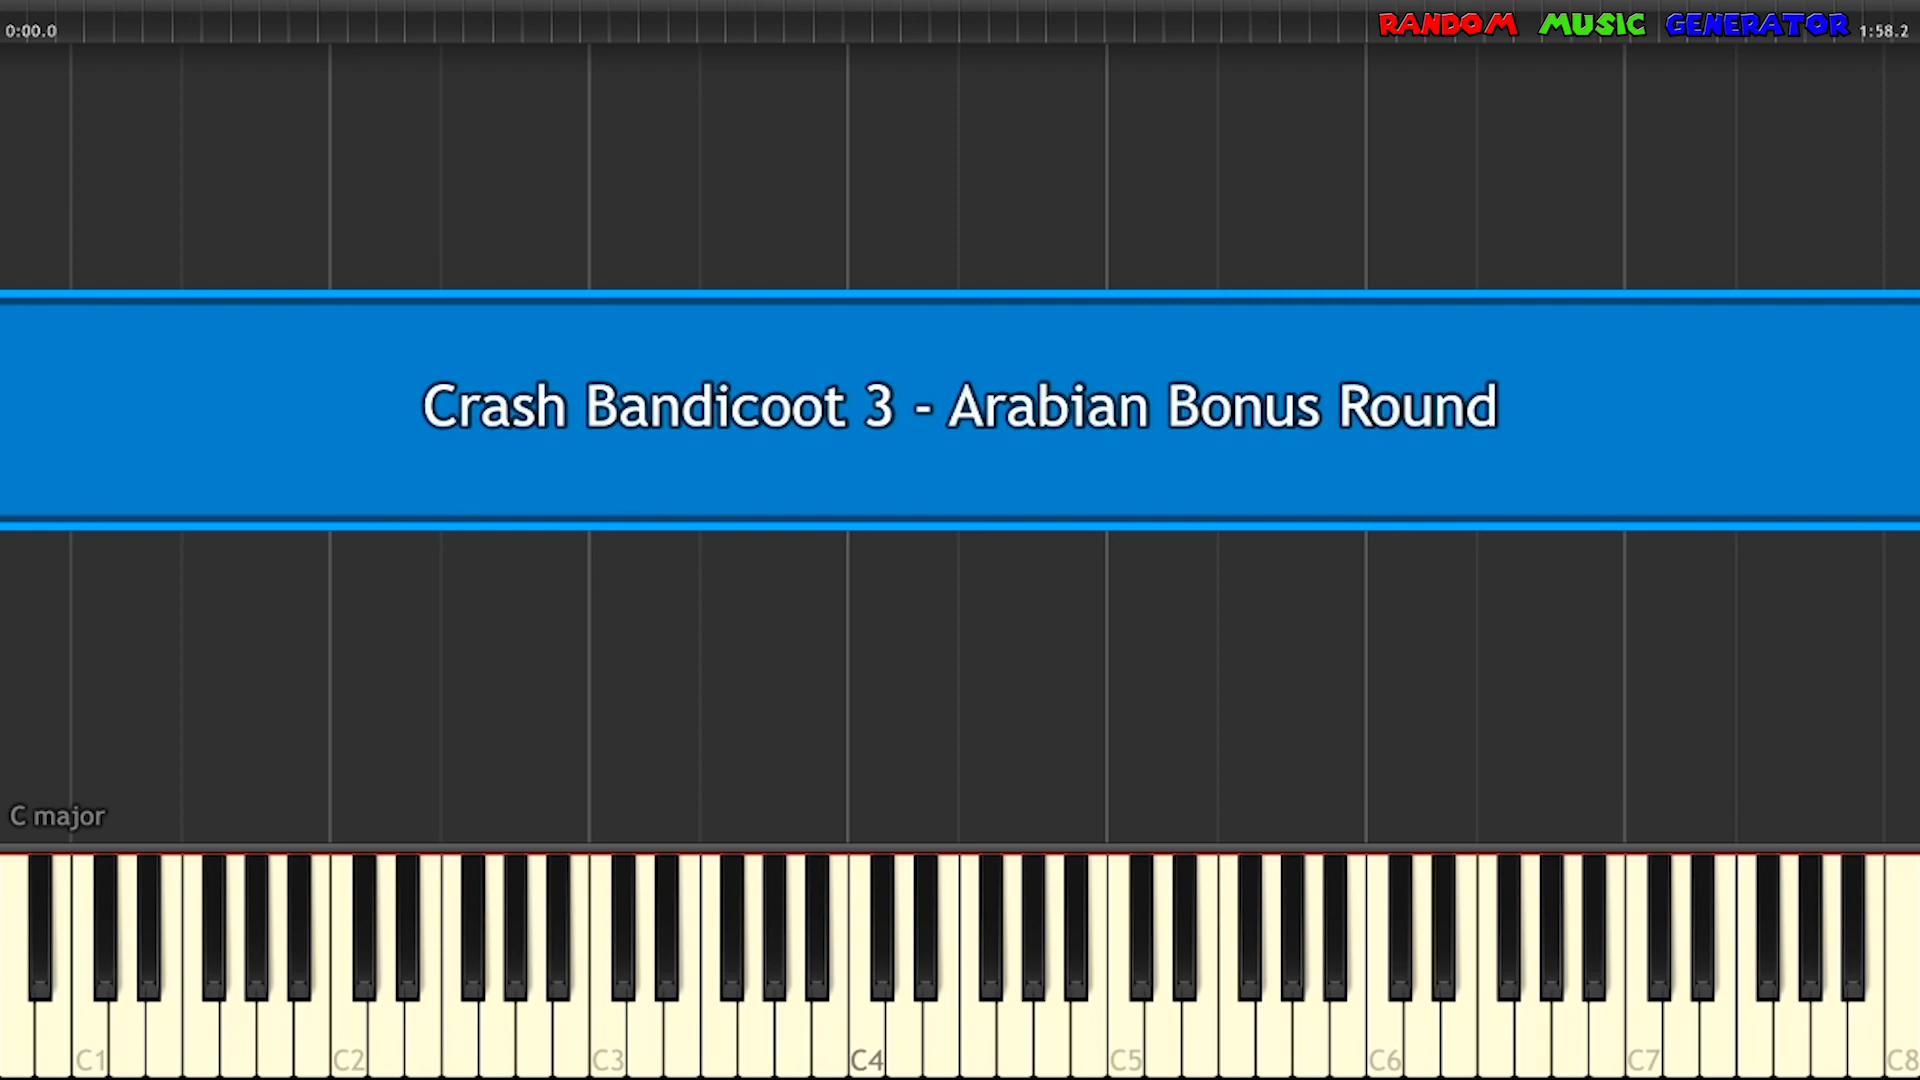 0:00.0
RANDOM MUSIC GENERATOR 1:58.2
Crash Bandicoot 3 - Arabian Bonus Round
C major
C1 C2 C3 C4 C5 C6 C7 C8